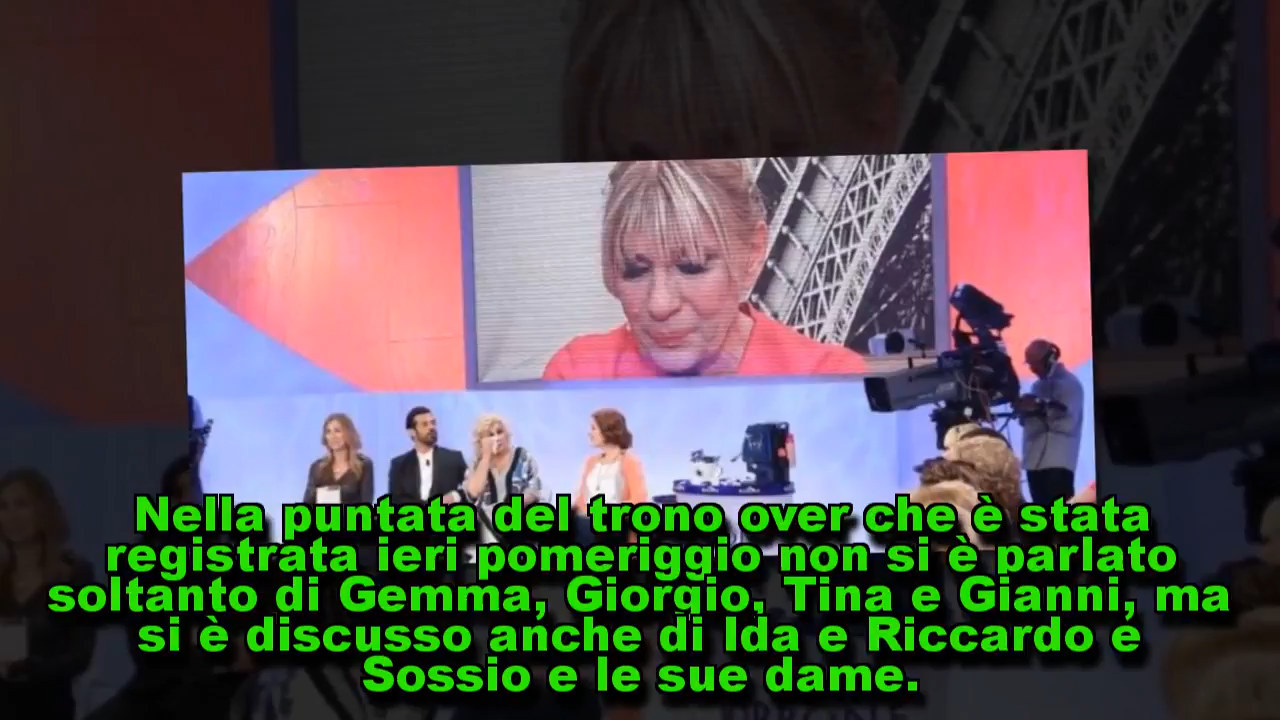 Nella puntata del trono over che è stata
registrata ieri pomeriggio non si è parlato
soltanto di Gemma, Giorgio, Tina e Gianni, ma
si è discusso anche di Ida e Riccardo e
Sossio e le sue dame.